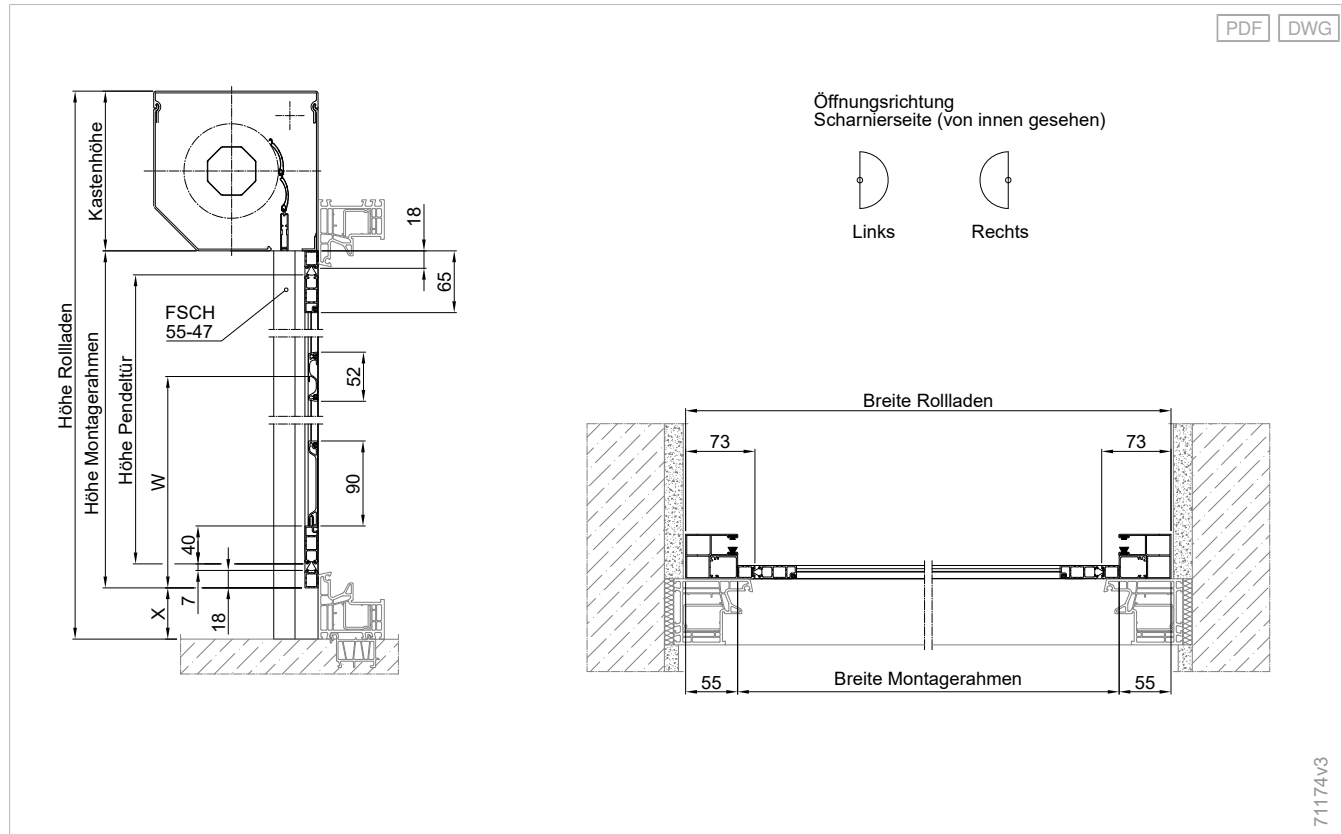 PDF
DWG
Öffnungsrichtung
Scharnierseite (von innen gesehen)
Links
Rechts
Höhe Rollladen
Kastenhöhe
Höhe Montagerahmen
Höhe Pendeltür
FSCH
55-47
W
X
18
65
52
90
40
7
18
Breite Rollladen
73
73
55
Breite Montagerahmen
55
71174v3